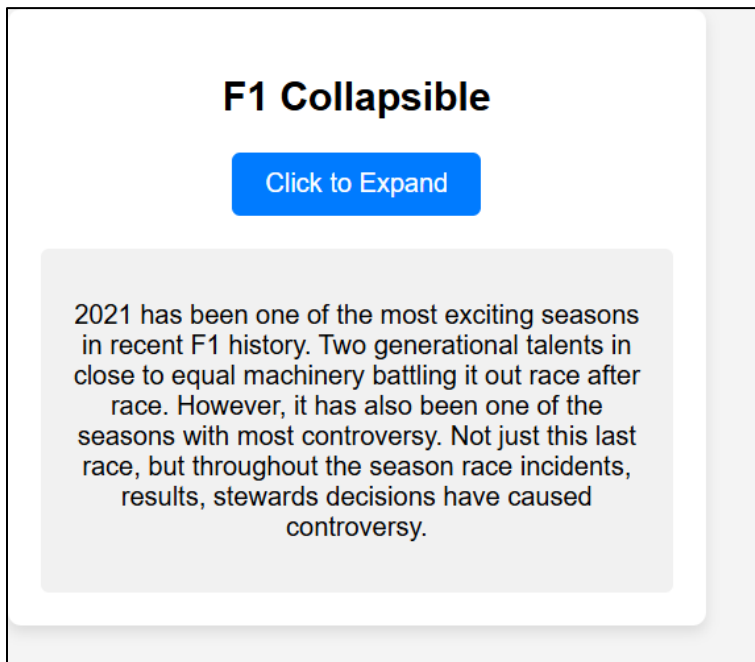 F1 Collapsible
Click to Expand
2021 has been one of the most exciting seasons
in recent F1 history. Two generational talents in
close to equal machinery battling it out race after
race. However, it has also been one of the
seasons with most controversy. Not just this last
race, but throughout the season race incidents,
results, stewards decisions have caused
controversy.